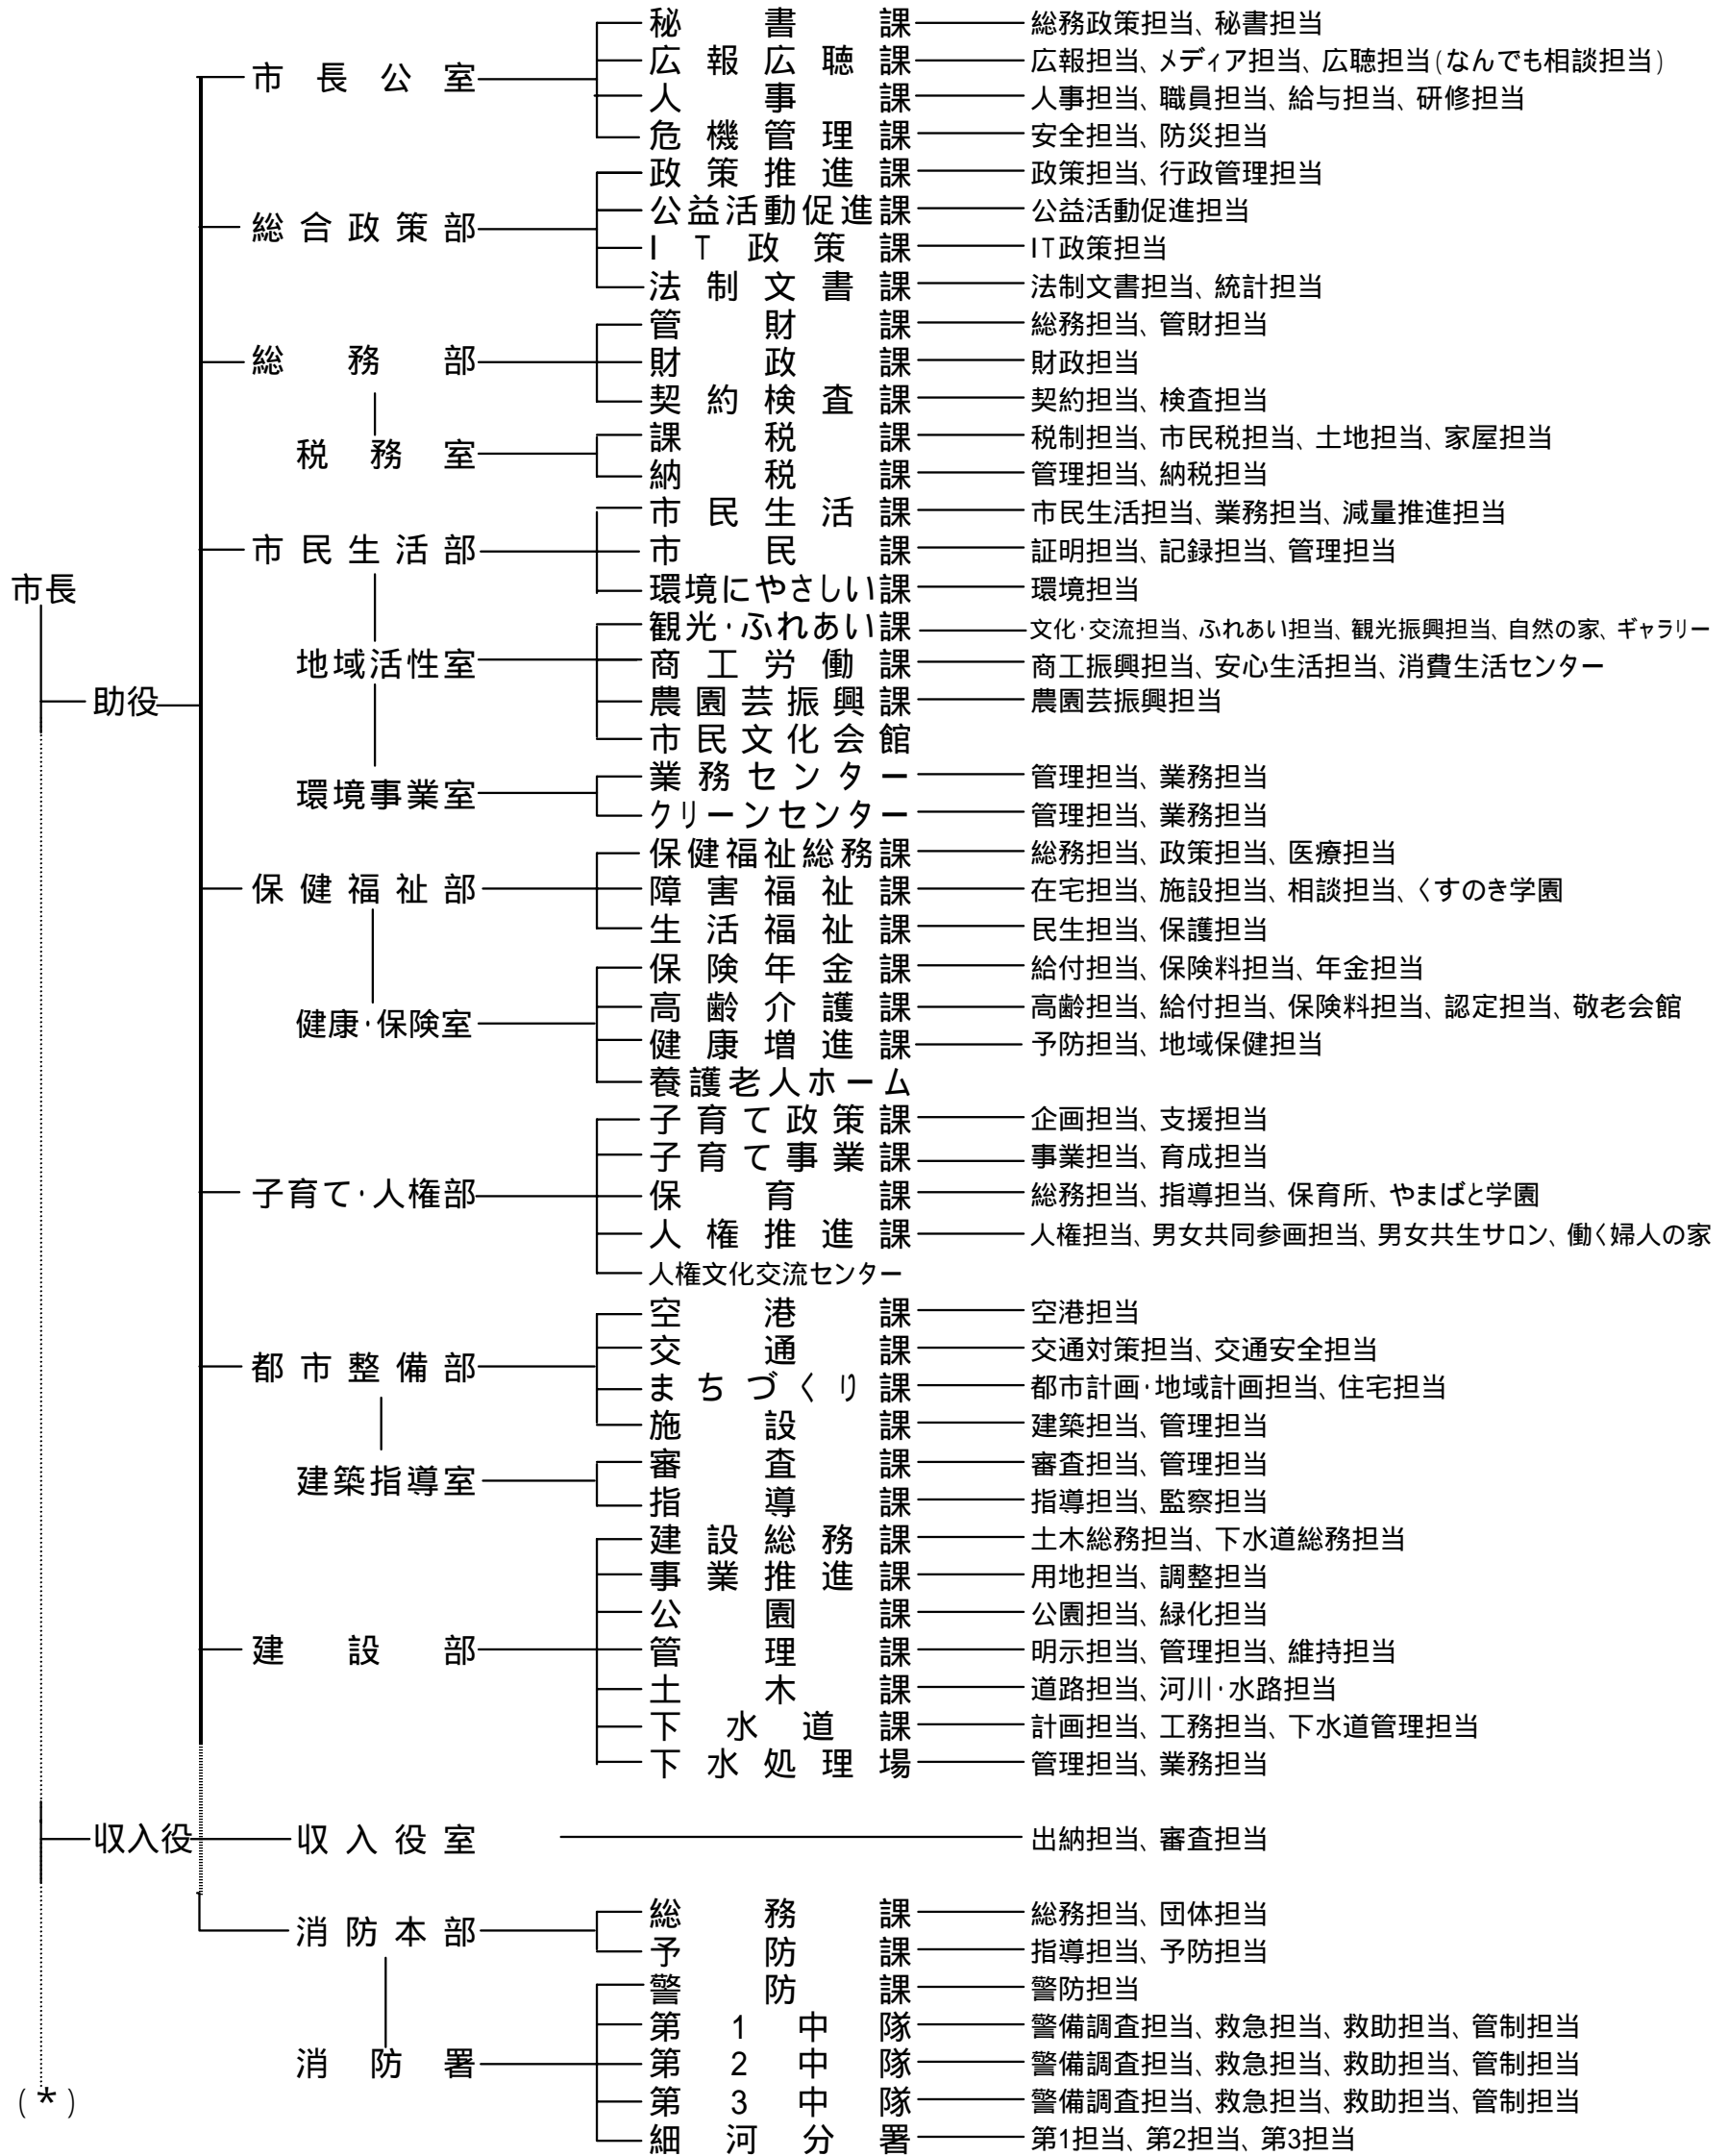 秘書課 総務政策担当、秘書担当
広報広聴課 広報担当、メディア担当、広聴担当(なんでも相談担当)
市長公室
人事課 人事担当、職員担当、給与担当、研修担当
危機管理課 安全担当、防災担当
政策推進課 政策担当、行政管理担当
公益活動促進課 公益活動促進担当
総合政策部
IT政策課 IT政策担当
法制文書課 法制文書担当、統計担当
管財課 総務担当、管財担当
総務部 財政課 財政担当
契約検査課 契約担当、検査担当
課税課 税制担当、市民税担当、土地担当、家屋担当
税務室
納税課 管理担当、納税担当
市民生活課 市民生活担当、業務担当、減量推進担当
市民生活部 市民課 証明担当、記録担当、管理担当
市長
環境にやさしい課 環境担当
観光・ふれあい課 文化・交流担当、ふれあい担当、観光振興担当、自然の家、ギャラリー
地域活性室 商工労働課 商工振興担当、安心生活担当、消費生活センター
助役
農園芸振興課 農園芸振興担当
市民文化会館
業務センター 管理担当、業務担当
環境事業室
クリーンセンター 管理担当、業務担当
保健福祉総務課 総務担当、政策担当、医療担当
保健福祉部 障害福祉課 在宅担当、施設担当、相談担当、くすのき学園
生活福祉課 民生担当、保護担当
保険年金課 給付担当、保険料担当、年金担当
高齢介護課 高齢担当、給付担当、保険料担当、認定担当、敬老会館
健康・保険室
健康増進課 予防担当、地域保健担当
養護老人ホーム
子育て政策課 企画担当、支援担当
子育て事業課 事業担当、育成担当
子育て・人権部 保育課 総務担当、指導担当、保育所、やまばと学園
人権推進課 人権担当、男女共同参画担当、男女共生サロン、働く婦人の家
人権文化交流センター
空港課 空港担当
交通課 交通対策担当、交通安全担当
都市整備部
まちづくり課 都市計画・地域計画担当、住宅担当
施設課 建築担当、管理担当
審査課 審査担当、管理担当
建築指導室
指導課 指導担当、監察担当
建設総務課 土木総務担当、下水道総務担当
事業推進課 用地担当、調整担当
公園課 公園担当、緑化担当
建設部 管理課 明示担当、管理担当、維持担当
土木課 道路担当、河川・水路担当
下水道課 計画担当、工務担当、下水道管理担当
下水処理場 管理担当、業務担当
収入役 収入役室 出納担当、審査担当
総務課 総務担当、団体担当
消防本部
予防課 指導担当、予防担当
警防課 警防担当
第1中隊 警備調査担当、救急担当、救助担当、管制担当
消防署 第2中隊 警備調査担当、救急担当、救助担当、管制担当
(*)
第3中隊 警備調査担当、救急担当、救助担当、管制担当
細河分署 第1担当、第2担当、第3担当